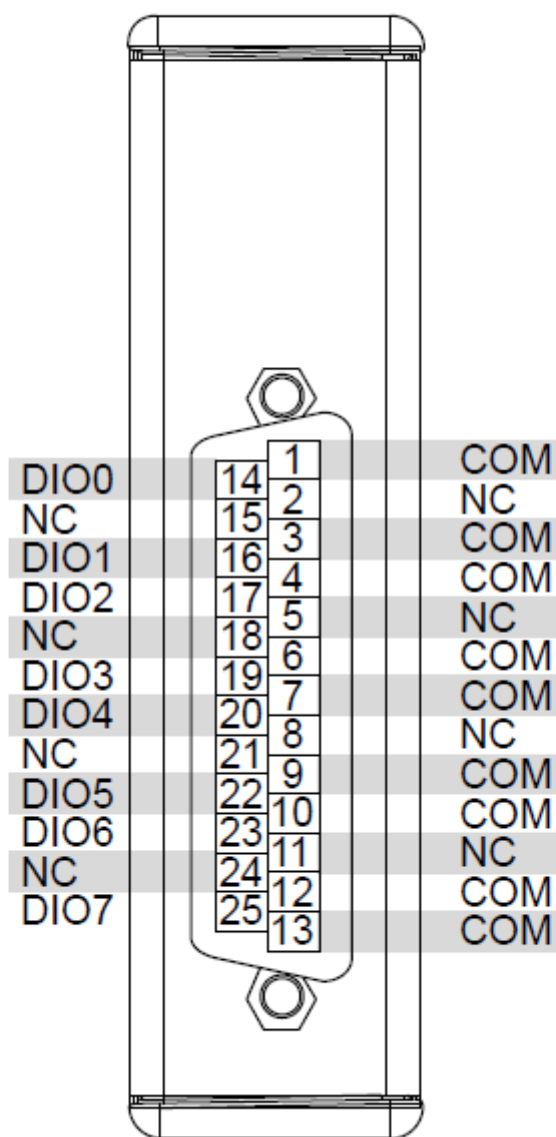 1 COM
DIO0 14
2 NC
NC 15
3 COM
DIO1 16
4 COM
DIO2 17
5 NC
NC 18
6 COM
DIO3 19
7 COM
DIO4 20
8 NC
NC 21
9 COM
DIO5 22
10 COM
DIO6 23
11 NC
NC 24
12 COM
DIO7 25
13 COM